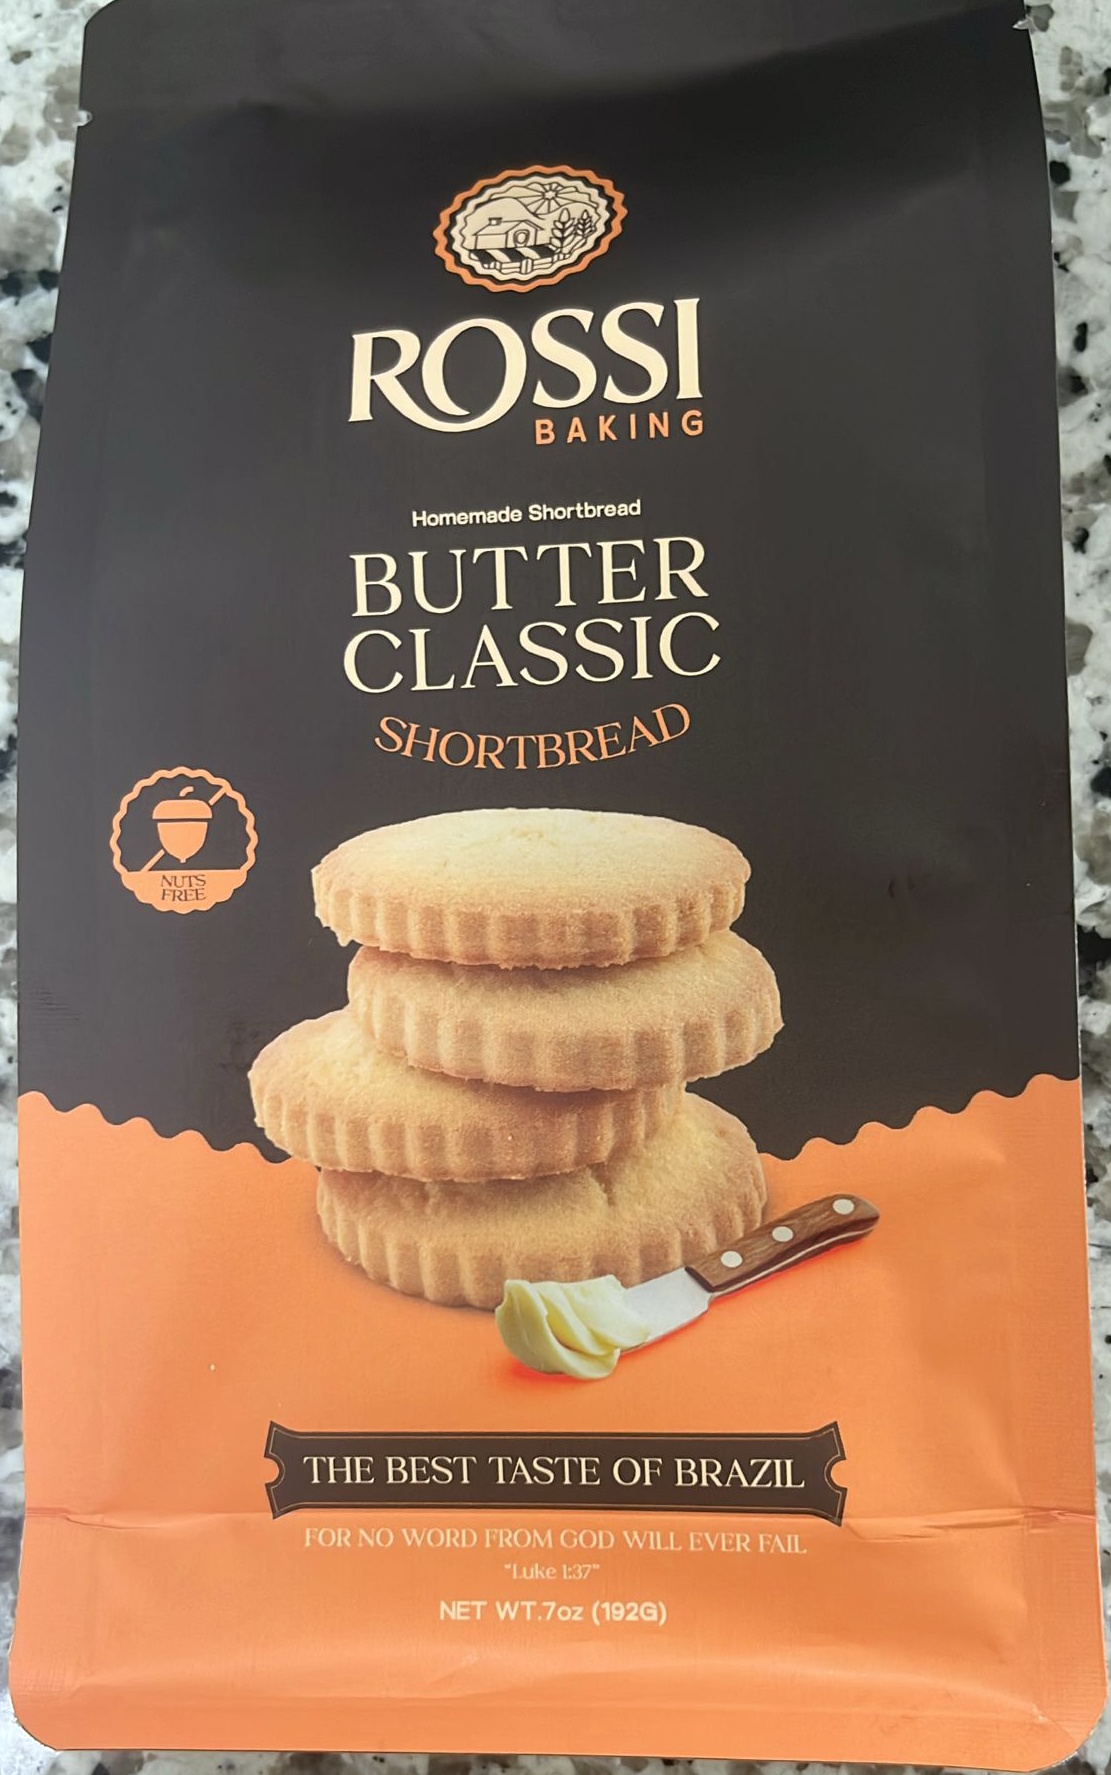 ROSSI
BAKING
Homemade Shortbread
BUTTER
CLASSIC
SHORTBREAD
NUTS
FREE
THE BEST TASTE OF BRAZIL
FOR NO WORD FROM GOD WILL EVER FAIL
"Luke 1:37"
NET WT.7oz (192G)